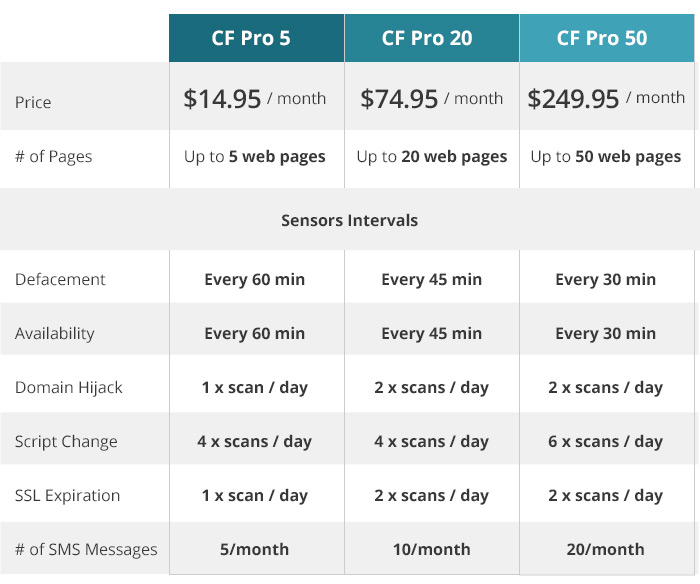 CF Pro 5 CF Pro 20 CF Pro 50
Price $14.95 / month $74.95 / month $249.95 / month
# of Pages Up to 5 web pages Up to 20 web pages Up to 50 web pages
Sensors Intervals
Defacement Every 60 min Every 45 min Every 30 min
Availability Every 60 min Every 45 min Every 30 min
Domain Hijack 1 x scan / day 2 x scans / day 2 x scans / day
Script Change 4 x scans / day 4 x scans / day 6 x scans / day
SSL Expiration 1 x scan / day 2 x scans / day 2 x scans / day
# of SMS Messages 5/month 10/month 20/month